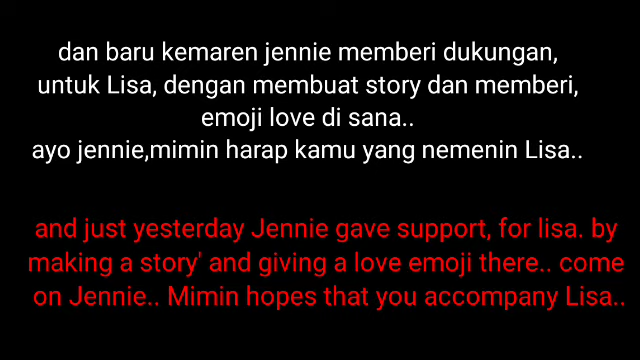 dan baru kemaren jennie memberi dukungan,
untuk Lisa, dengan membuat story dan memberi,
emoji love di sana..
ayo jennie,mimin harap kamu yang nemenin Lisa..
and just yesterday Jennie gave support, for lisa. by
making a story' and giving a love emoji there.. come
on Jennie.. Mimin hopes that you accompany Lisa..